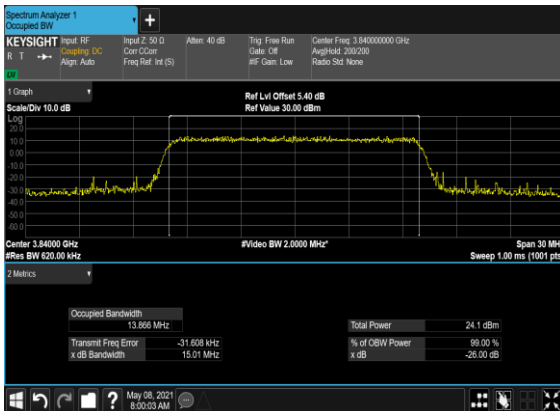 Spectrum Analyzer 1
Occupied BW
KEYSIGHT
R T
LXI
Input: RF
Coupling: DC
Align: Auto
Input Z: 50 Ω
Corr CCorr
Freq Ref: Int (S)
Atten: 40 dB
Trig: Free Run
Gate: Off
#IF Gain: Low
Center Freq: 3.840000000 GHz
Avg|Hold: 200/200
Radio Std: None
1 Graph
Scale/Div 10.0 dB
Ref Lvl Offset 5.40 dB
Ref Value 30.00 dBm
Log
20.0
10.0
0.00
-10.0
-20.0
-30.0
-40.0
-50.0
-60.0
Center 3.84000 GHz
#Res BW 620.00 kHz
#Video BW 2.0000 MHz*
Span 30 MH
Sweep 1.00 ms (1001 pts
2 Metrics
Occupied Bandwidth
13.866 MHz
Transmit Freq Error -31.608 kHz
x dB Bandwidth 15.01 MHz
Total Power 24.1 dBm
% of OBW Power 99.00 %
x dB -26.00 dB
May 08, 2021
8:00:03 AM